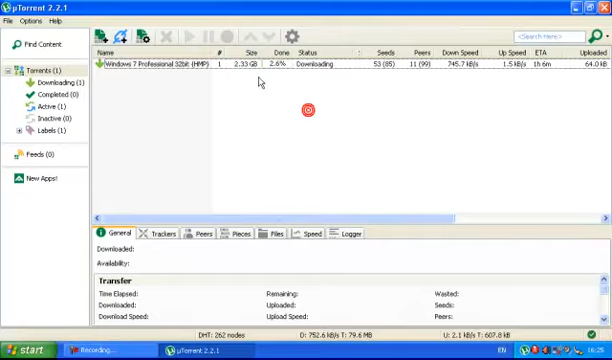 µTorrent 2.2.1
File Options Help
<Search Here>
Find Content
Name # Size Done Status Seeds Peers Down Speed Up Speed ETA Uploaded
Windows 7 Professional 32bit {HMP} 1 2.33 GB 2.6% Downloading 53 (85) 11 (99) 745.7 kB/s 1.5 kB/s 1h 6m 64.0 kB
Torrents (1)
Downloading (1)
Completed (0)
Active (1)
Inactive (0)
Labels (1)
Feeds (0)
New Apps!
General Trackers Peers Pieces Files Speed Logger
Downloaded:
Availability:
Transfer
Time Elapsed: Remaining: Wasted:
Downloaded: Uploaded: Seeds:
Download Speed: Upload Speed: Peers:
DHT: 262 nodes D: 752.6 kB/s T: 79.6 MB U: 2.1 kB/s T: 607.8 kB
start Recording... µTorrent 2.2.1 EN 16:25